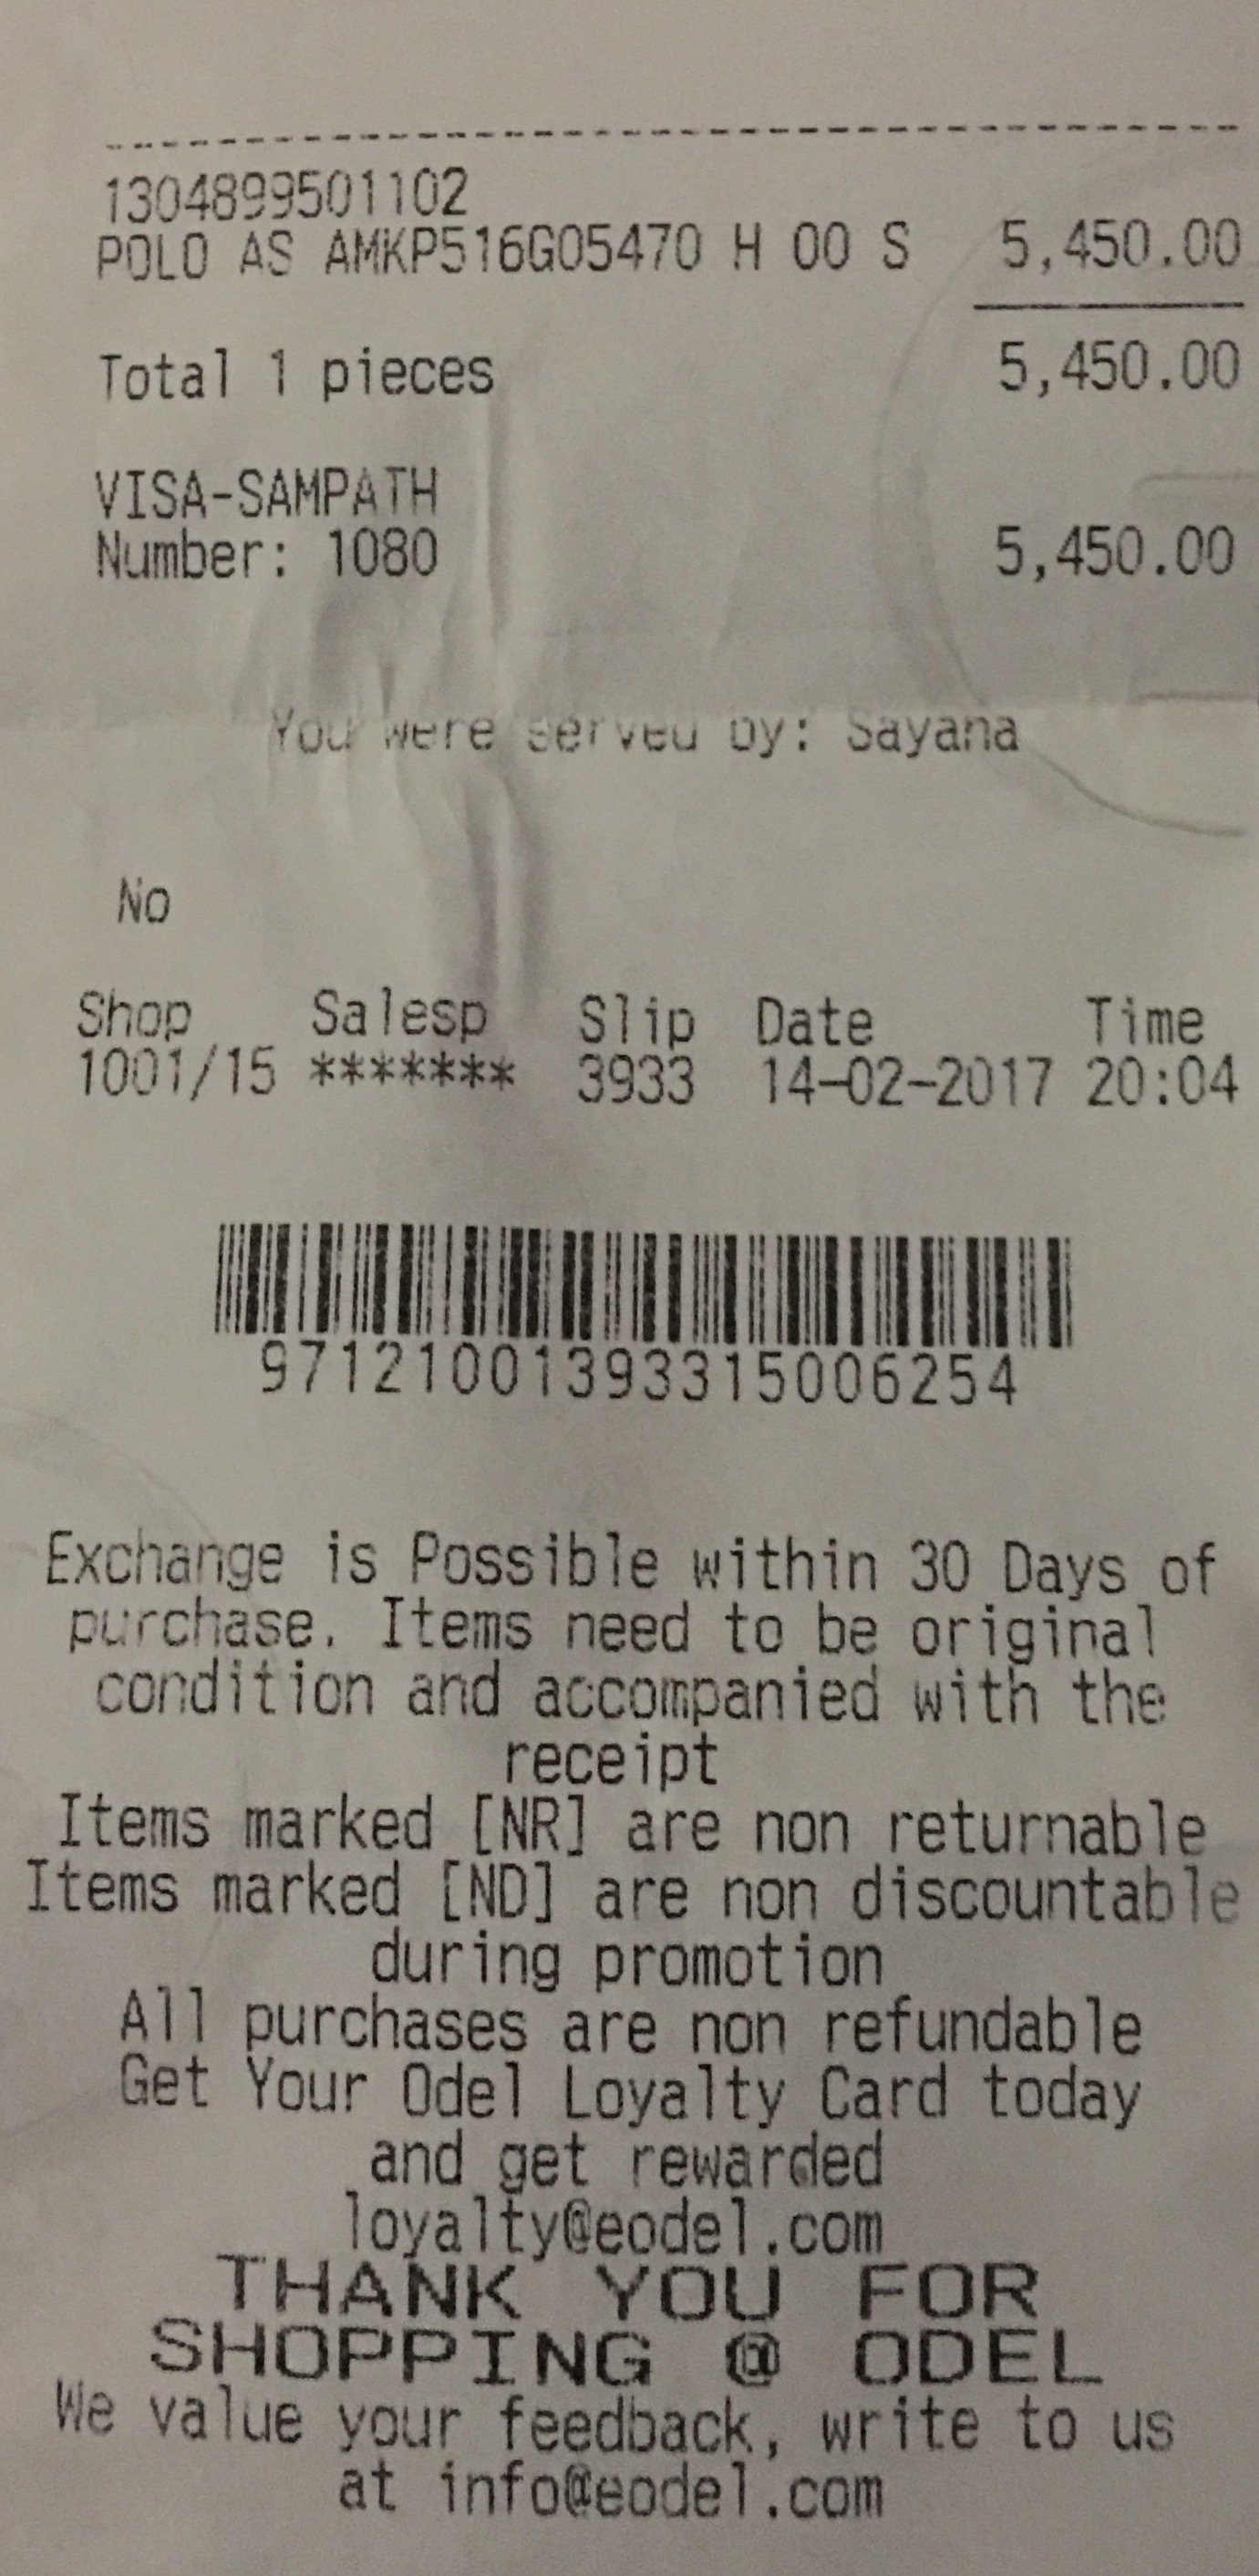 1304899501102
POLO AS AMKP516G05470 H 00 S 5,450.00
5,450.00
Total 1 pieces
VISA-SAMPATH
Number: 1080 5,450.00
You were served by: Sayana
No
Shop Salesp Slip Date Time
1001/15 ******* 3933 14-02-2017 20:04
97121001393315006254
Exchange is Possible within 30 Days of
purchase. Items need to be original
condition and accompanied with the
receipt
Items marked [NR] are non returnable
Items marked [ND] are non discountable
during promotion
All purchases are non refundable
Get Your Odel Loyalty Card today
and get rewarded
loyalty@eodel.com
THANK YOU FOR
SHOPPING @ ODEL
We value your feedback, write to us
at info@eodel.com